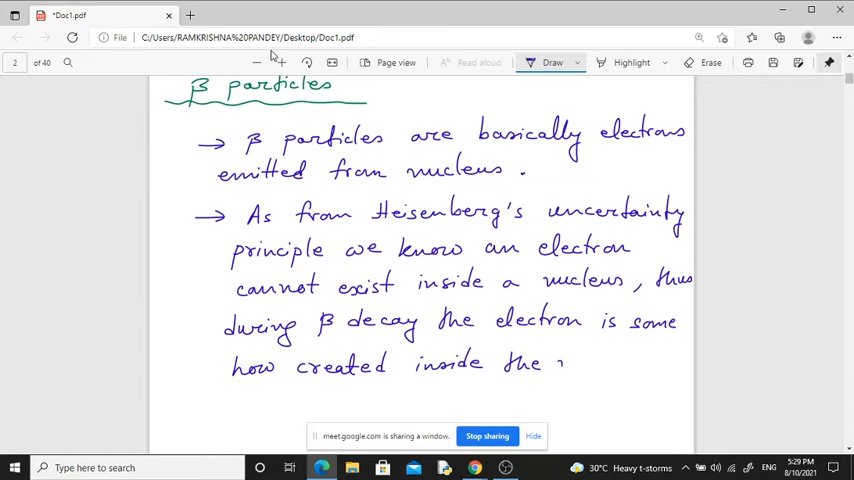 *Doc1.pdf
File
C:/Users/RAMKRISHNA%20PANDEY/Desktop/Doc1.pdf
2 of 40
Page view
Read aloud
Draw
Highlight
Erase
β particles
→ β particles are basically electrons
emitted from nucleus.
→ As from Heisenberg's uncertainty
principle we know an electron
cannot exist inside a nucleus, thus
during β decay the electron is some
how created inside the
meet.google.com is sharing a window.
Stop sharing
Hide
Type here to search
30°C Heavy t-storms
ENG
5:29 PM
8/10/2021